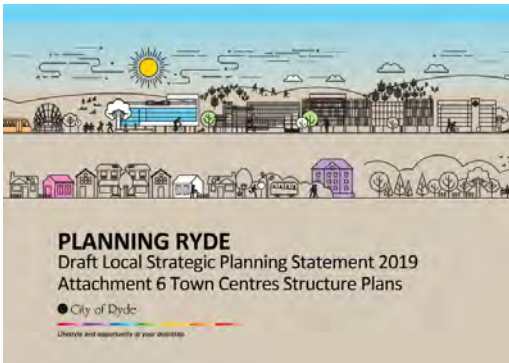 PLANNING RYDE
Draft Local Strategic Planning Statement 2019
Attachment 6 Town Centres Structure Plans
City of Ryde
Lifestyle and opportunity at your doorstep